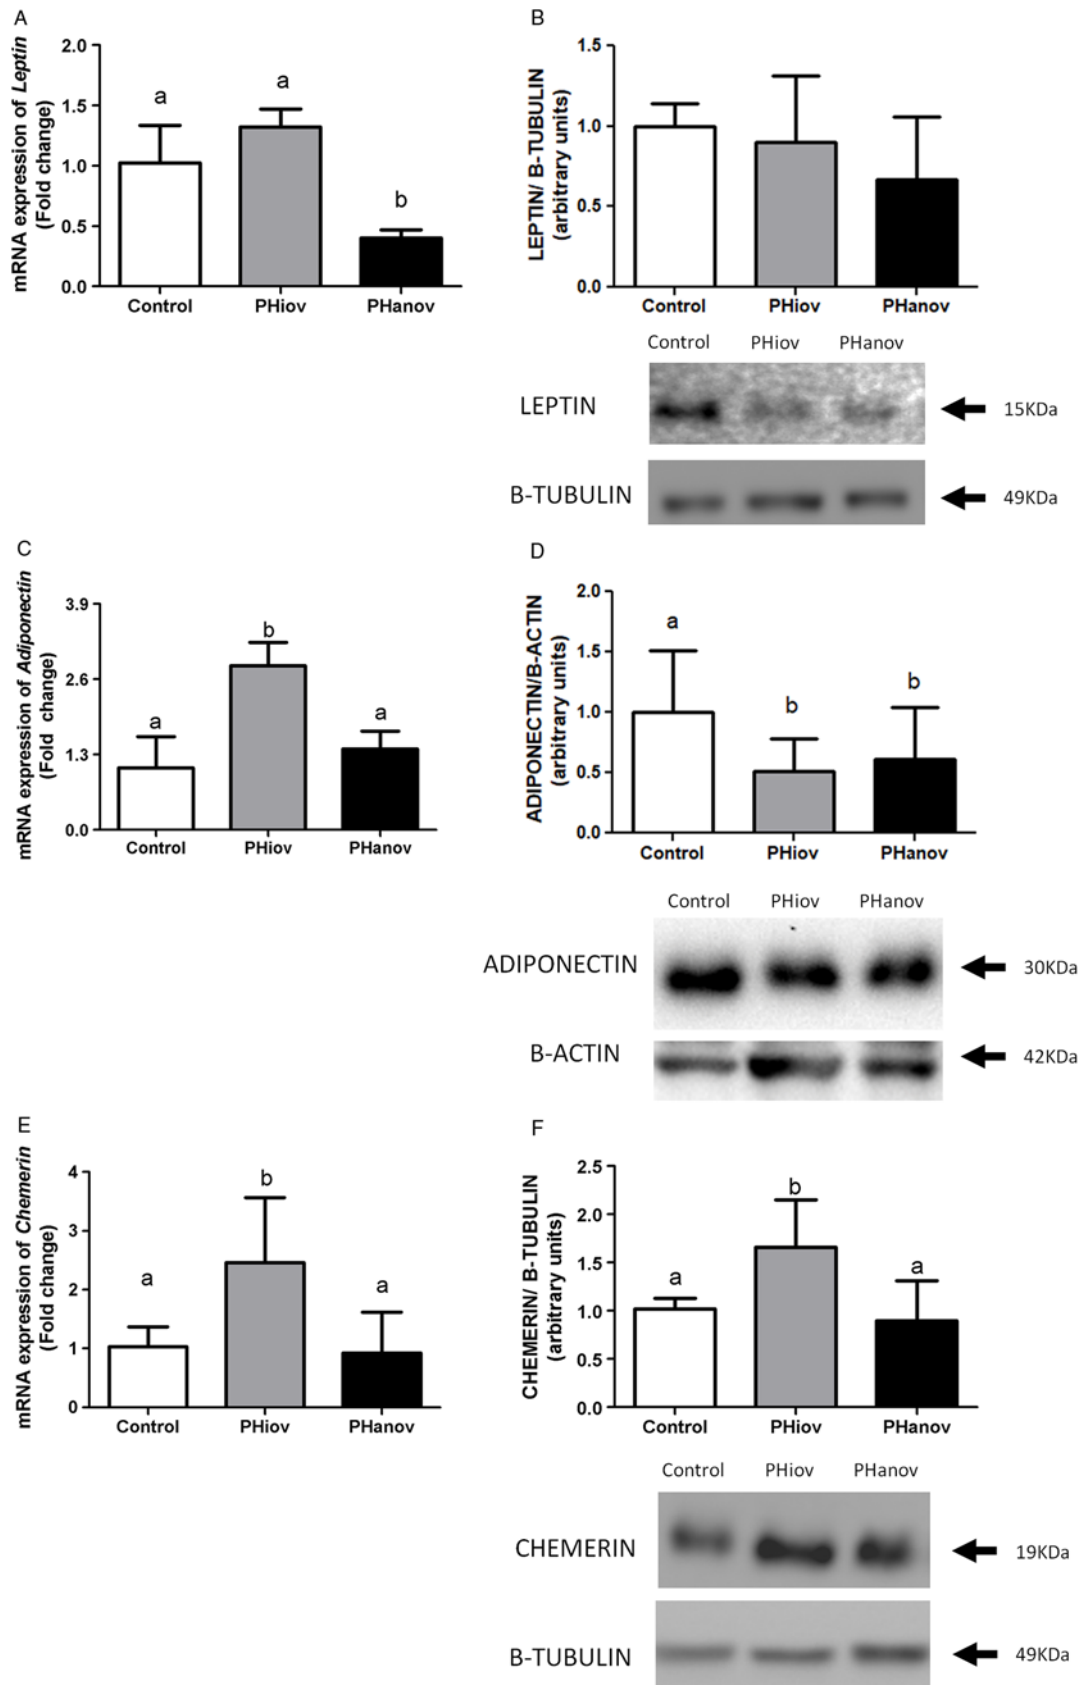 A
mRNA expression of Leptin
(Fold change)
2.0
1.5
1.0
0.5
0.0
a
a
b
Control
PHiov
PHanov
B
LEPTIN/ B-TUBULIN
(arbitrary units)
1.5
1.0
0.5
0.0
Control
PHiov
PHanov
Control
PHiov
PHanov
LEPTIN
15KDa
B-TUBULIN
49KDa
C
mRNA expression of Adiponectin
(Fold change)
3.9
2.6
1.3
0.0
a
b
a
Control
PHiov
PHanov
D
ADIPONECTIN/B-ACTIN
(arbitrary units)
2.0
1.5
1.0
0.5
0.0
a
b
b
Control
PHiov
PHanov
Control
PHiov
PHanov
ADIPONECTIN
30KDa
B-ACTIN
42KDa
E
mRNA expression of Chemerin
(Fold change)
4
3
2
1
0
a
b
a
Control
PHiov
PHanov
F
CHEMERIN/ B-TUBULIN
(arbitrary units)
2.5
2.0
1.5
1.0
0.5
0.0
a
b
a
Control
PHiov
PHanov
Control
PHiov
PHanov
CHEMERIN
19KDa
B-TUBULIN
49KDa